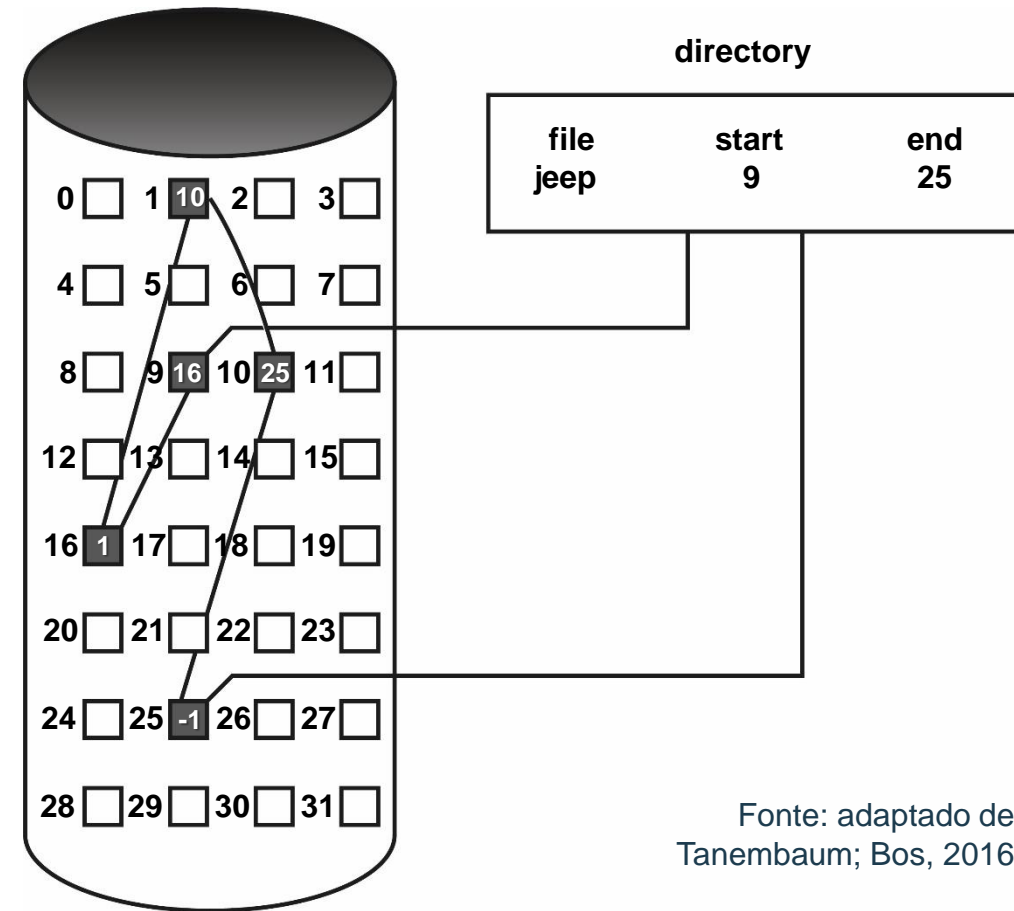 directory
file start end
jeep 9 25
0 1 10 2 3
4 5 6 7
8 9 16 10 25 11
12 13 14 15
16 1 17 18 19
20 21 22 23
24 25 -1 26 27
28 29 30 31
Fonte: adaptado de
Tanembaum; Bos, 2016